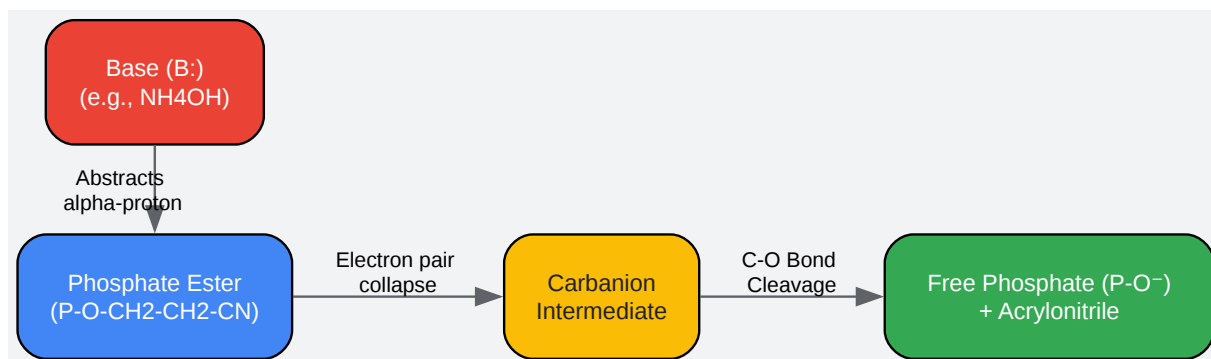 Base (B:)
(e.g., NH4OH)
Abstracts
alpha-proton
Phosphate Ester
(P-O-CH2-CH2-CN)
Electron pair
collapse
Carbanion
Intermediate
C-O Bond
Cleavage
Free Phosphate (P-O⁻)
+ Acrylonitrile